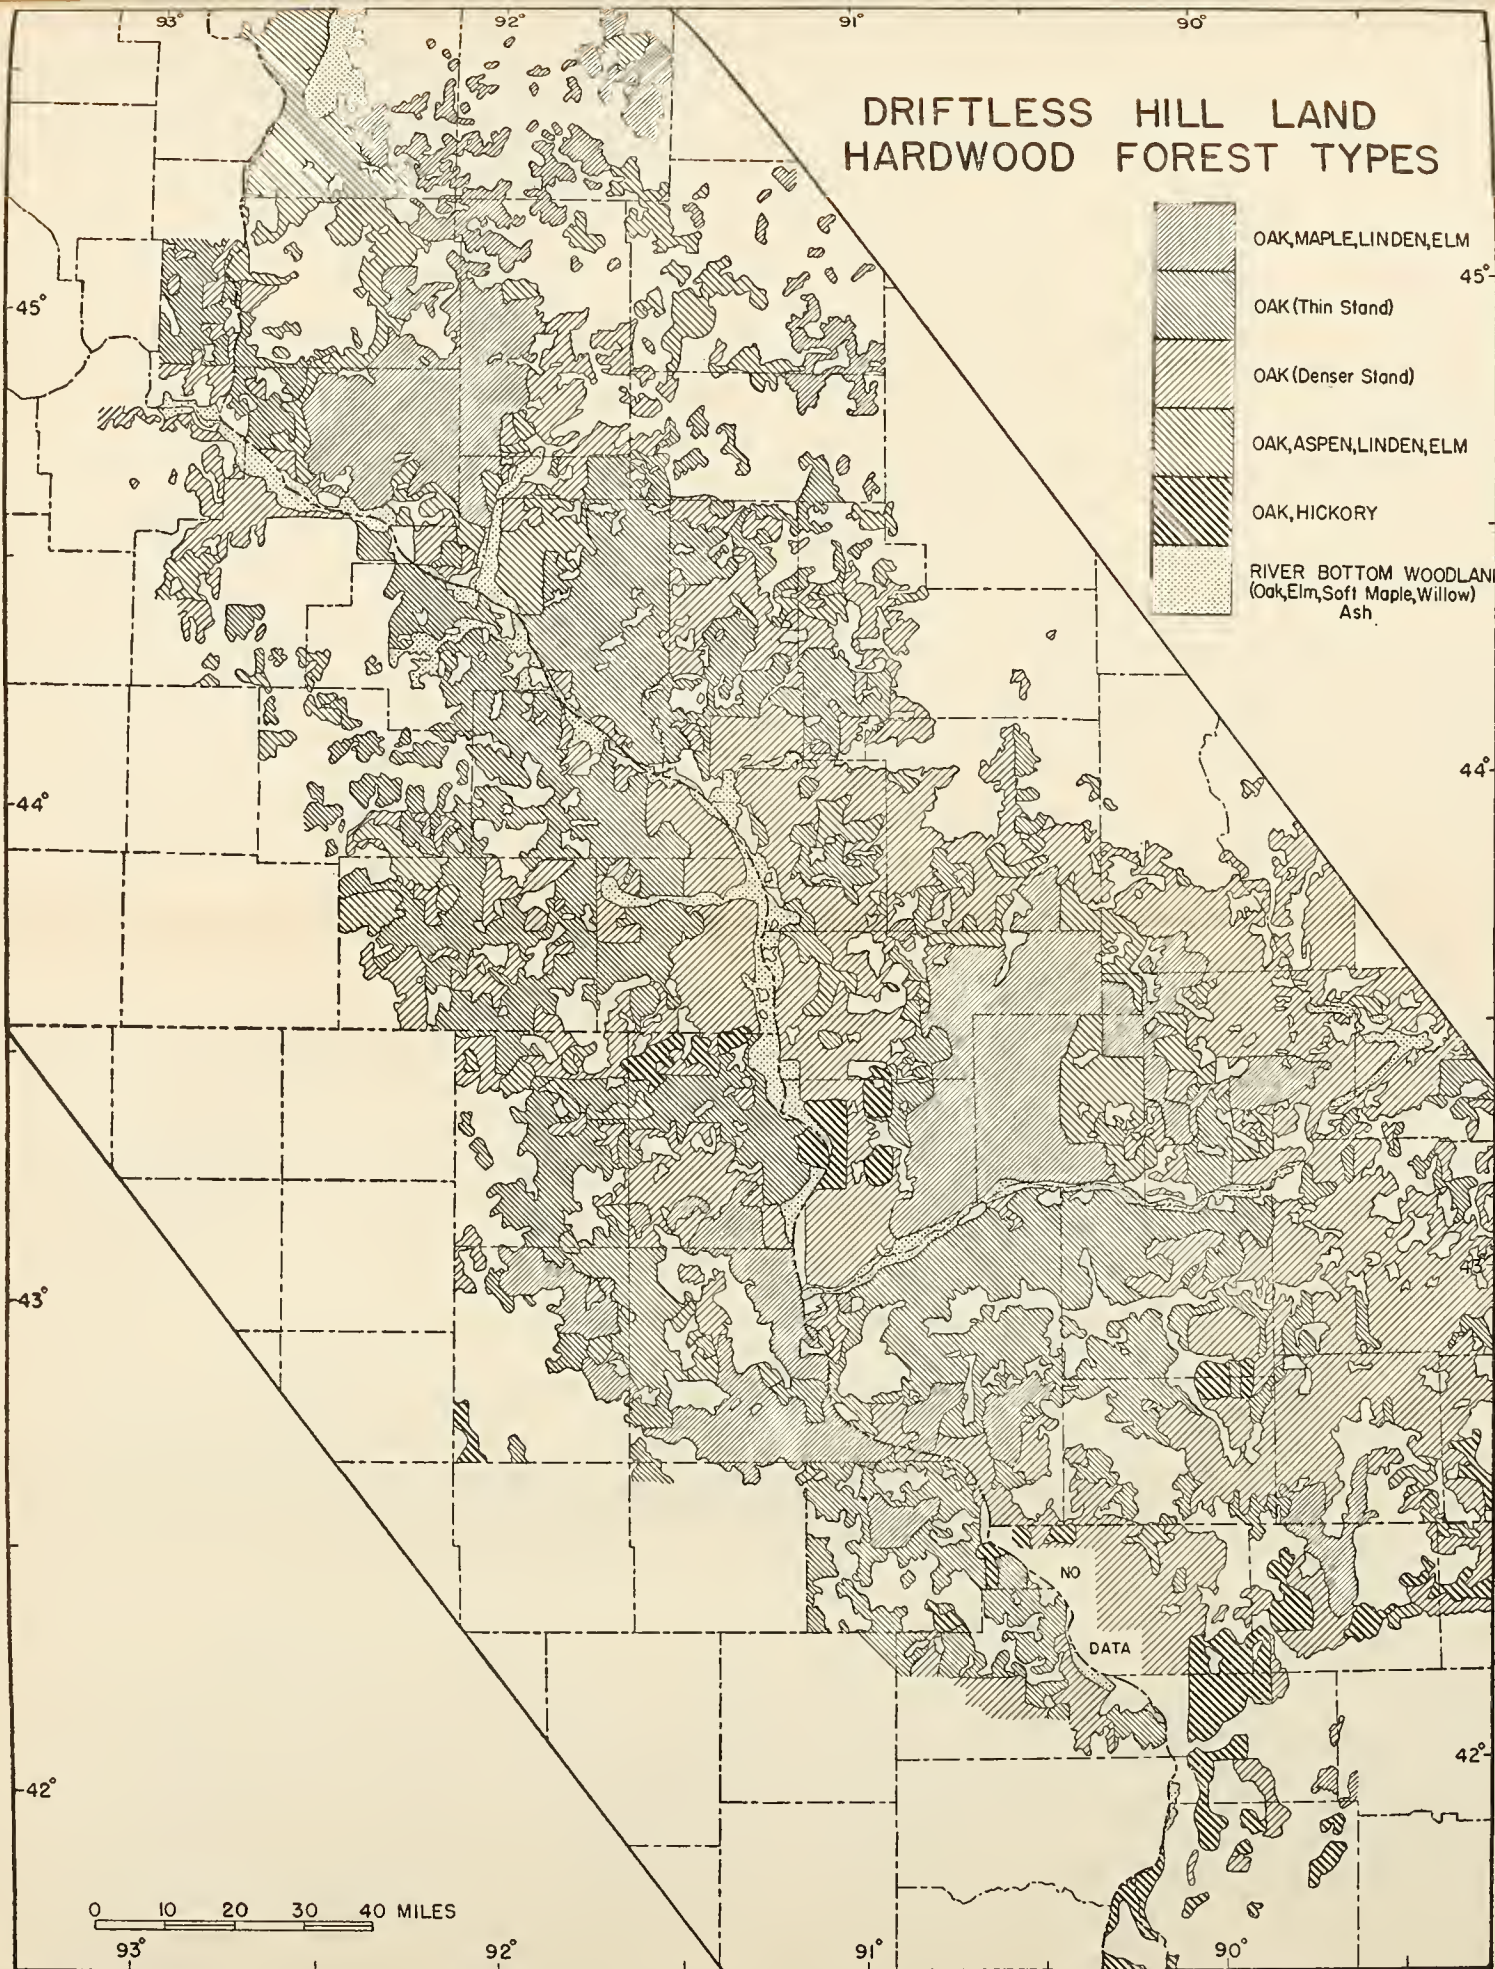 93° 92° 91° 90°
DRIFTLESS HILL LAND
HARDWOOD FOREST TYPES
OAK,MAPLE,LINDEN,ELM
45°
OAK(Thin Stand)
45°
OAK(Denser Stand)
OAK,ASPEN,LINDEN,ELM
OAK,HICKORY
RIVER BOTTOM WOODLAN
(Oak,Elm,Soft Maple,Willow)
Ash
44°
44°
43°
43°
NO
DATA
42°
42°
0 10 20 30 40 MILES
93° 92° 91° 90°